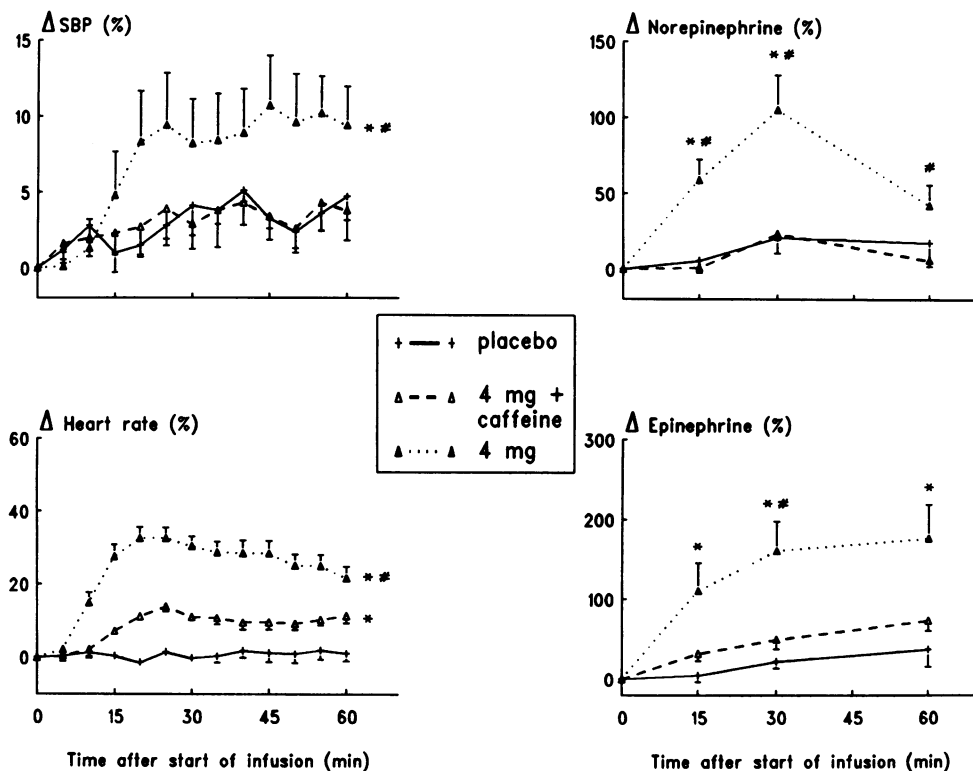 Δ SBP (%)
15
10
5
0
*#
Δ Norepinephrine (%)
150
100
50
0
*#
*#
#
placebo
4 mg +
caffeine
4 mg
Δ Heart rate (%)
60
40
20
0
*#
*
0 15 30 45 60
Time after start of infusion (min)
Δ Epinephrine (%)
300
200
100
0
*
*#
*
0 15 30 45 60
Time after start of infusion (min)